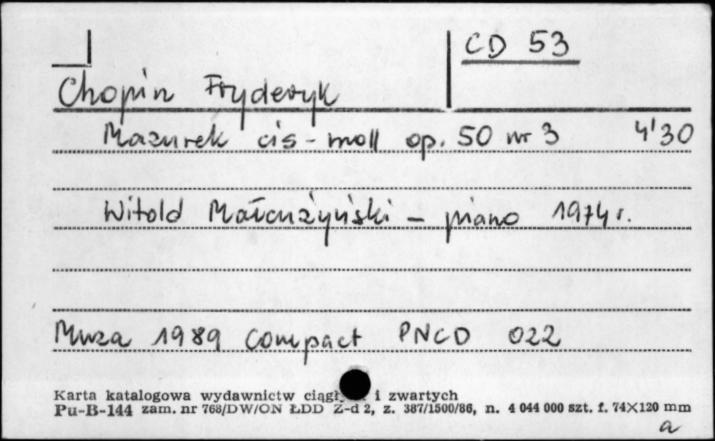 CD 53
Chopin Fryderyk
Mazurek cis-moll op. 50 nr 3 4'30
Witold Małcużyński - piano 1974 r.
Muza 1989 Compact PNCD 022
Karta katalogowa wydawnictw i zwartych
Pu-B-144 zam. nr 768/DW/ON ŁDD Z-d 2, z. 387/1500/86, n. 4 044 000 szt. f. 74×120 mm
a